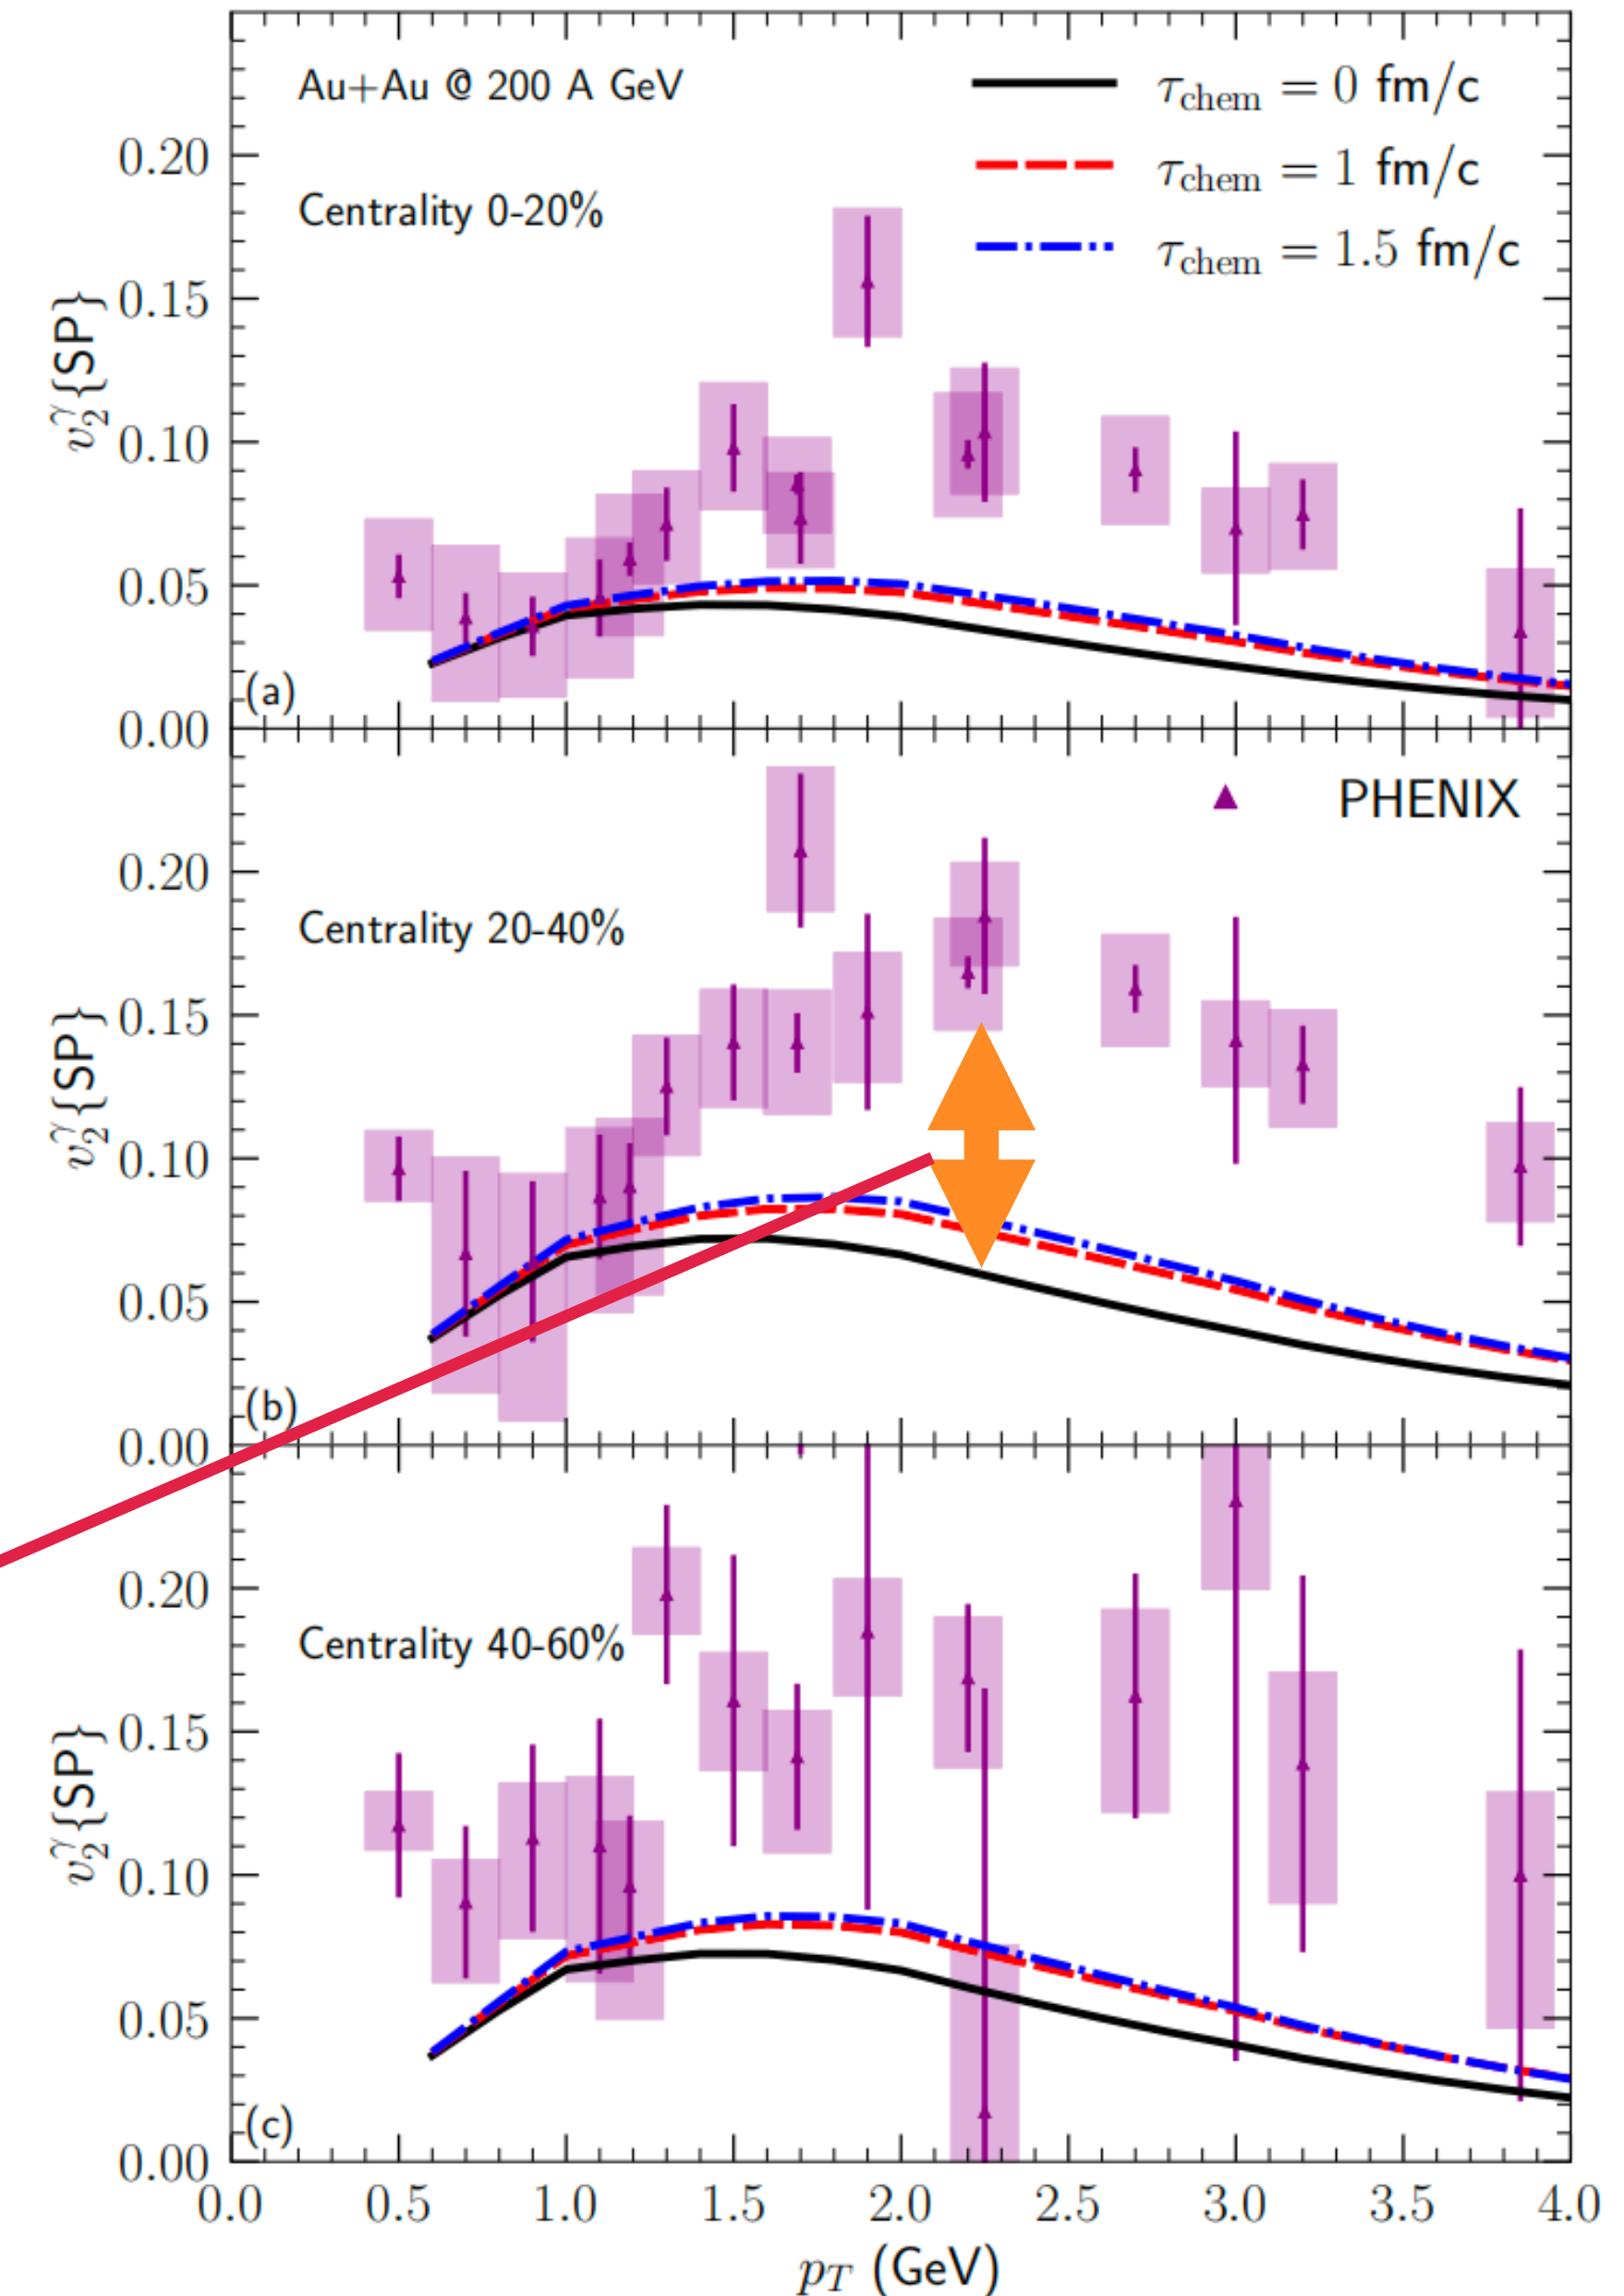 Au+Au @ 200 A GeV
τchem = 0 fm/c
τchem = 1 fm/c
τchem = 1.5 fm/c
Centrality 0-20%
v₂^γ{SP}
0.20
0.15
0.10
0.05
0.00
(a)
PHENIX
Centrality 20-40%
v₂^γ{SP}
0.20
0.15
0.10
0.05
0.00
(b)
Centrality 40-60%
v₂^γ{SP}
0.20
0.15
0.10
0.05
0.00
(c)
0.0 0.5 1.0 1.5 2.0 2.5 3.0 3.5 4.0
pT (GeV)